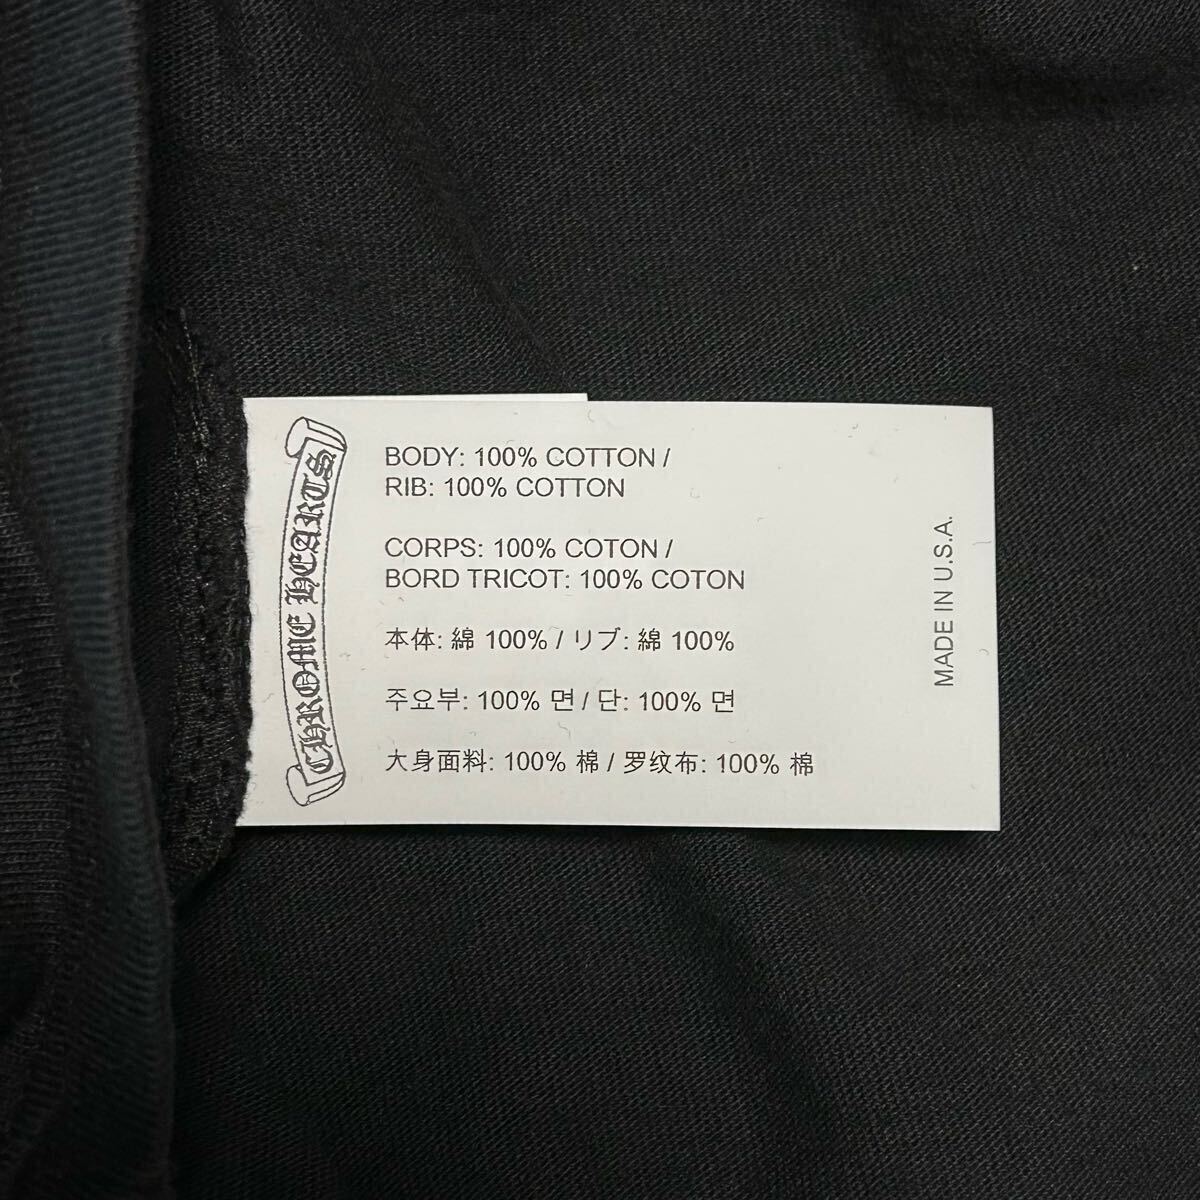 CHROME HEARTS
BODY: 100% COTTON /
RIB: 100% COTTON
CORPS: 100% COTON /
BORD TRICOT: 100% COTON
本体: 綿 100% / リブ: 綿 100%
주요부: 100% 면 / 단: 100% 면
大身面料: 100% 棉 / 罗纹布: 100% 棉
MADE IN U.S.A.